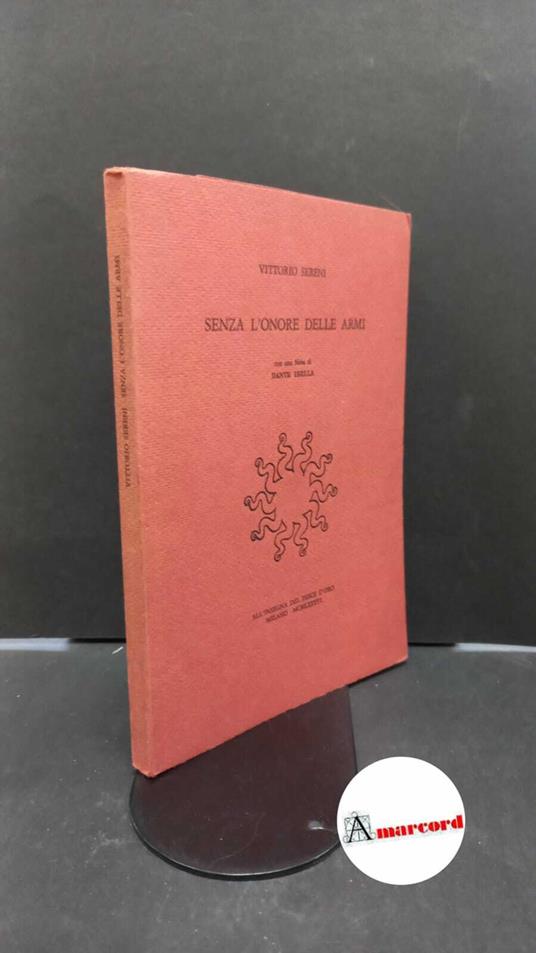 VITTORIO SERENI
SENZA L'ONORE DELLE ARMI
con una Nota di
DANTE ISELLA
ALL'INSEGNA DEL PESCE D'ORO
MILANO MCMLXXXVI
VITTORIO SERENI SENZA L'ONORE DELLE ARMI
Amarcord